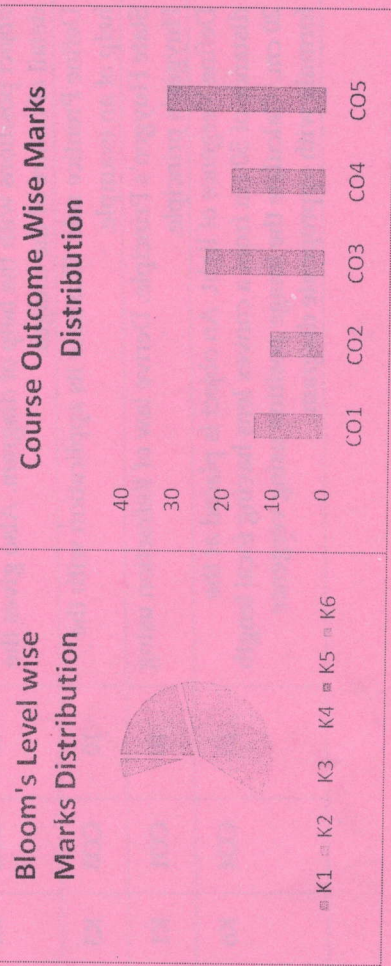 Bloom's Level wise
Marks Distribution
K1 K2 K3 K4 K5 K6
Course Outcome Wise Marks
Distribution
40
30
20
10
0
CO1 CO2 CO3 CO4 CO5